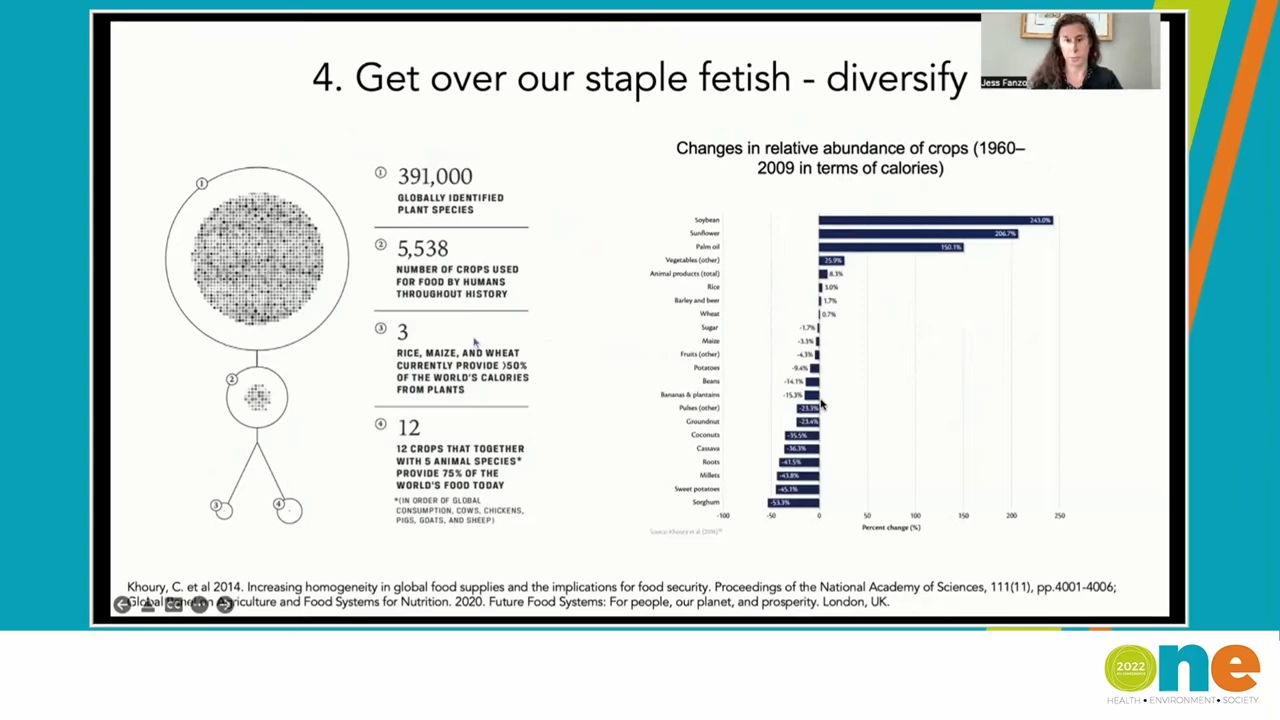 4. Get over our staple fetish - diversify
Jess Fanzo
1
2
3
4
① 391,000
GLOBALLY IDENTIFIED
PLANT SPECIES
② 5,538
NUMBER OF CROPS USED
FOR FOOD BY HUMANS
THROUGHOUT HISTORY
③ 3
RICE, MAIZE, AND WHEAT
CURRENTLY PROVIDE >50%
OF THE WORLD'S CALORIES
FROM PLANTS
④ 12
12 CROPS THAT TOGETHER
WITH 5 ANIMAL SPECIES*
PROVIDE 75% OF THE
WORLD'S FOOD TODAY
*(IN ORDER OF GLOBAL
CONSUMPTION, COWS, CHICKENS,
PIGS, GOATS, AND SHEEP)
Changes in relative abundance of crops (1960–
2009 in terms of calories)
Soybean 243.0%
Sunflower 206.7%
Palm oil 150.1%
Vegetables (other) 25.9%
Animal products (total) 8.3%
Rice 3.0%
Barley and beer 1.7%
Wheat 0.7%
Sugar -1.7%
Maize -3.3%
Fruits (other) -4.3%
Potatoes -9.4%
Beans -14.1%
Bananas & plantains -15.3%
Pulses (other) -23.3%
Groundnut -23.4%
Coconuts -35.5%
Cassava -36.3%
Roots -41.5%
Millets -43.8%
Sweet potatoes -45.1%
Sorghum -53.3%
-100 -50 0 50 100 150 200 250
Percent change (%)
Source: Khoury et al. (2014)
Khoury, C. et al 2014. Increasing homogeneity in global food supplies and the implications for food security. Proceedings of the National Academy of Sciences, 111(11), pp.4001-4006;
Global Panel on Agriculture and Food Systems for Nutrition. 2020. Future Food Systems: For people, our planet, and prosperity. London, UK.
2022
one
HEALTH • ENVIRONMENT • SOCIETY